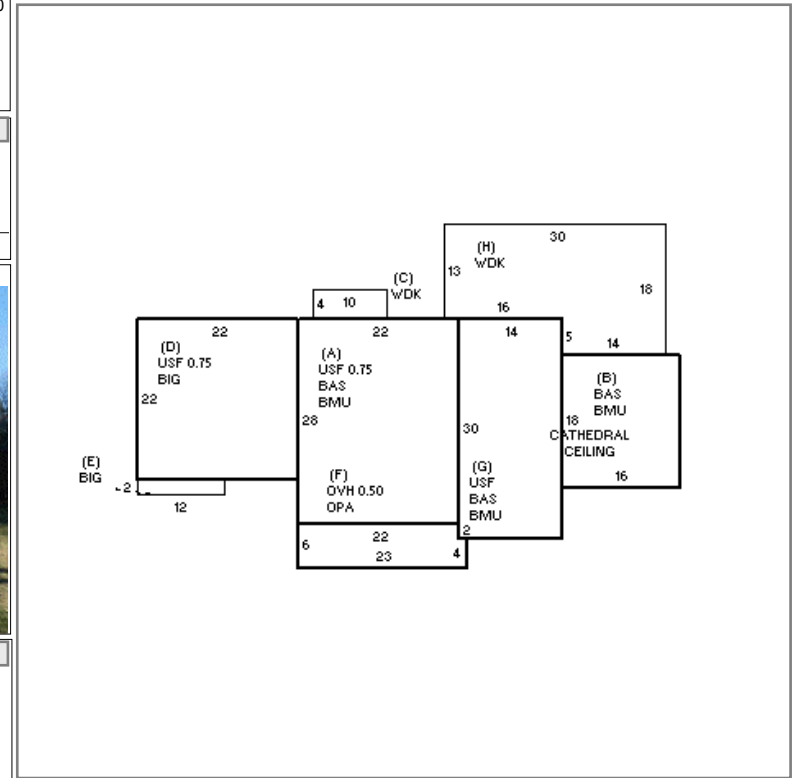 30
(H)
WDK
13
18
16
(C)
WDK
4 10
22
22
14
5
14
(D)
USF 0.75
BIG
22
(A)
USF 0.75
BAS
BMU
28
(B)
BAS
BMU
18
CATHEDRAL
CEILING
30
16
(E)
BIG
2
12
(F)
OVH 0.50
OPA
(G)
USF
BAS
BMU
2
22
6
23
4